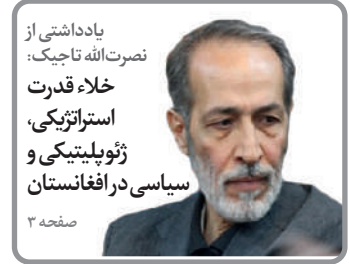 یادداشتی از
نصرت‌الله تاجیک:
خلاء قدرت
استراتژیکی،
ژئوپلیتیکی و
سیاسی در افغانستان
صفحه ۳